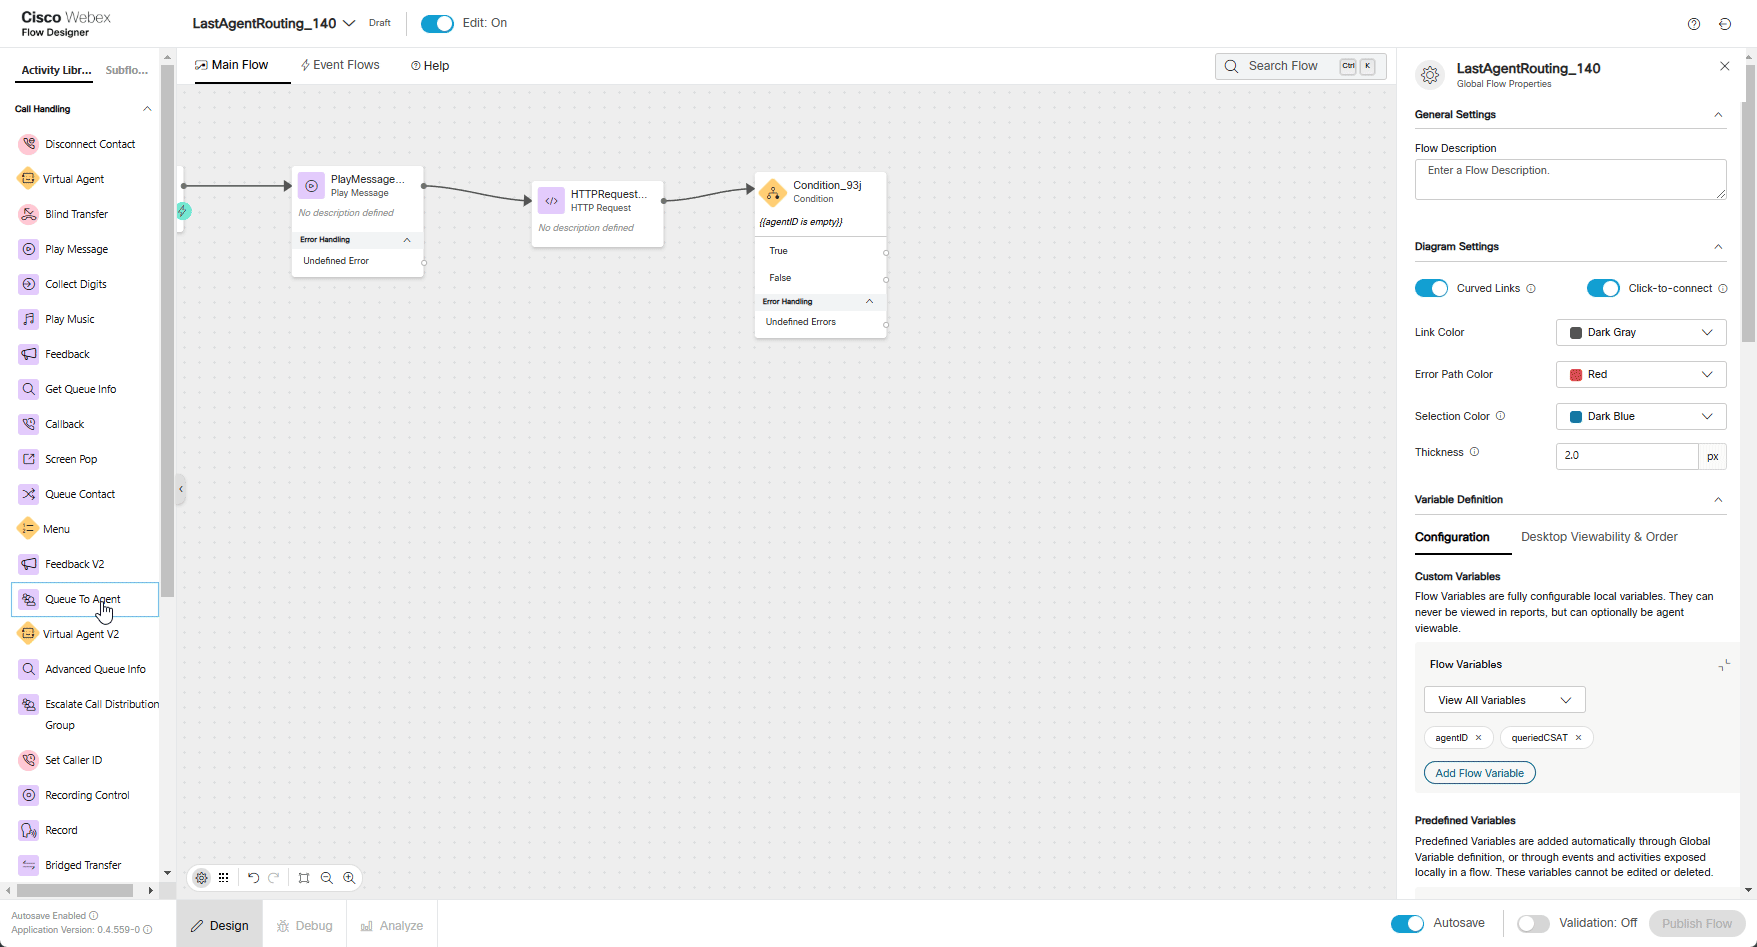 Cisco Webex
Flow Designer
LastAgentRouting_140
Draft
Edit: On
Activity Libr...
Subflo...
Call Handling
Disconnect Contact
Virtual Agent
Blind Transfer
Play Message
Collect Digits
Play Music
Feedback
Get Queue Info
Callback
Screen Pop
Queue Contact
Menu
Feedback V2
Queue To Agent
Virtual Agent V2
Advanced Queue Info
Escalate Call Distribution
Group
Set Caller ID
Recording Control
Record
Bridged Transfer
Autosave Enabled
Application Version: 0.4.559-0
Main Flow
Event Flows
Help
Search Flow
Ctrl
K
PlayMessage...
Play Message
No description defined
Error Handling
Undefined Error
HTTPRequest...
HTTP Request
No description defined
Condition_93j
Condition
{{agentID is empty}}
True
False
Error Handling
Undefined Errors
LastAgentRouting_140
Global Flow Properties
General Settings
Flow Description
Enter a Flow Description.
Diagram Settings
Curved Links
Click-to-connect
Link Color
Dark Gray
Error Path Color
Red
Selection Color
Dark Blue
Thickness
2.0
px
Variable Definition
Configuration
Desktop Viewability & Order
Custom Variables
Flow Variables are fully configurable local variables. They can
never be viewed in reports, but can optionally be agent
viewable.
Flow Variables
View All Variables
agentID
queriedCSAT
Add Flow Variable
Predefined Variables
Predefined Variables are added automatically through Global
Variable definition, or through events and activities exposed
locally in a flow. These variables cannot be edited or deleted.
Design
Debug
Analyze
Autosave
Validation: Off
Publish Flow